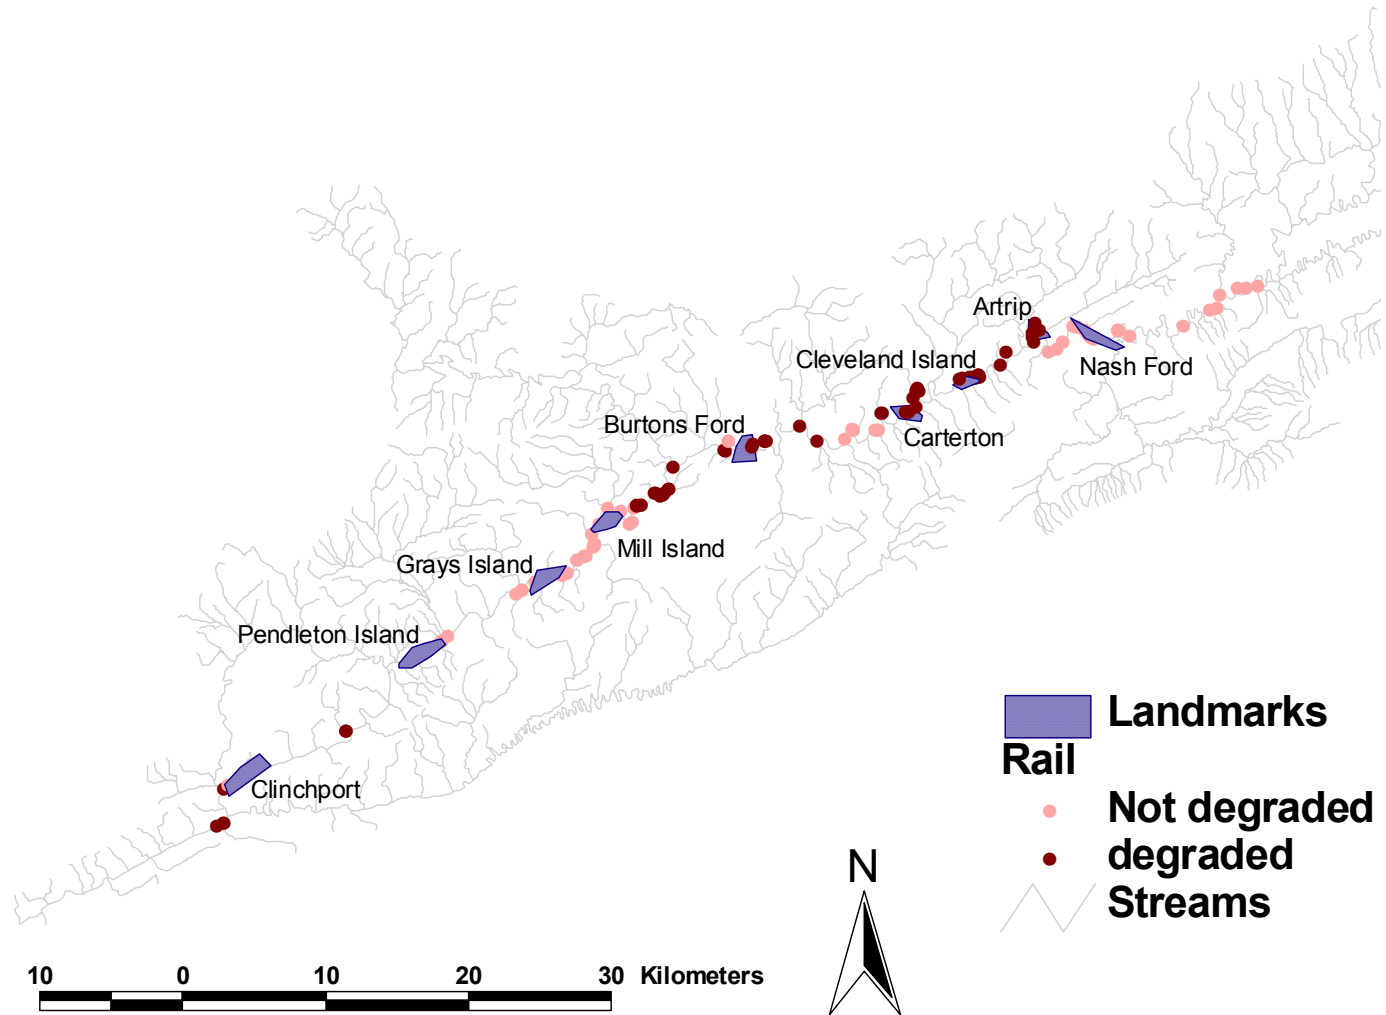 Artrip
Cleveland Island
Nash Ford
Burtons Ford
Carterton
Mill Island
Grays Island
Pendleton Island
Clinchport
Landmarks
Rail
Not degraded
degraded
Streams
N
10 0 10 20 30 Kilometers